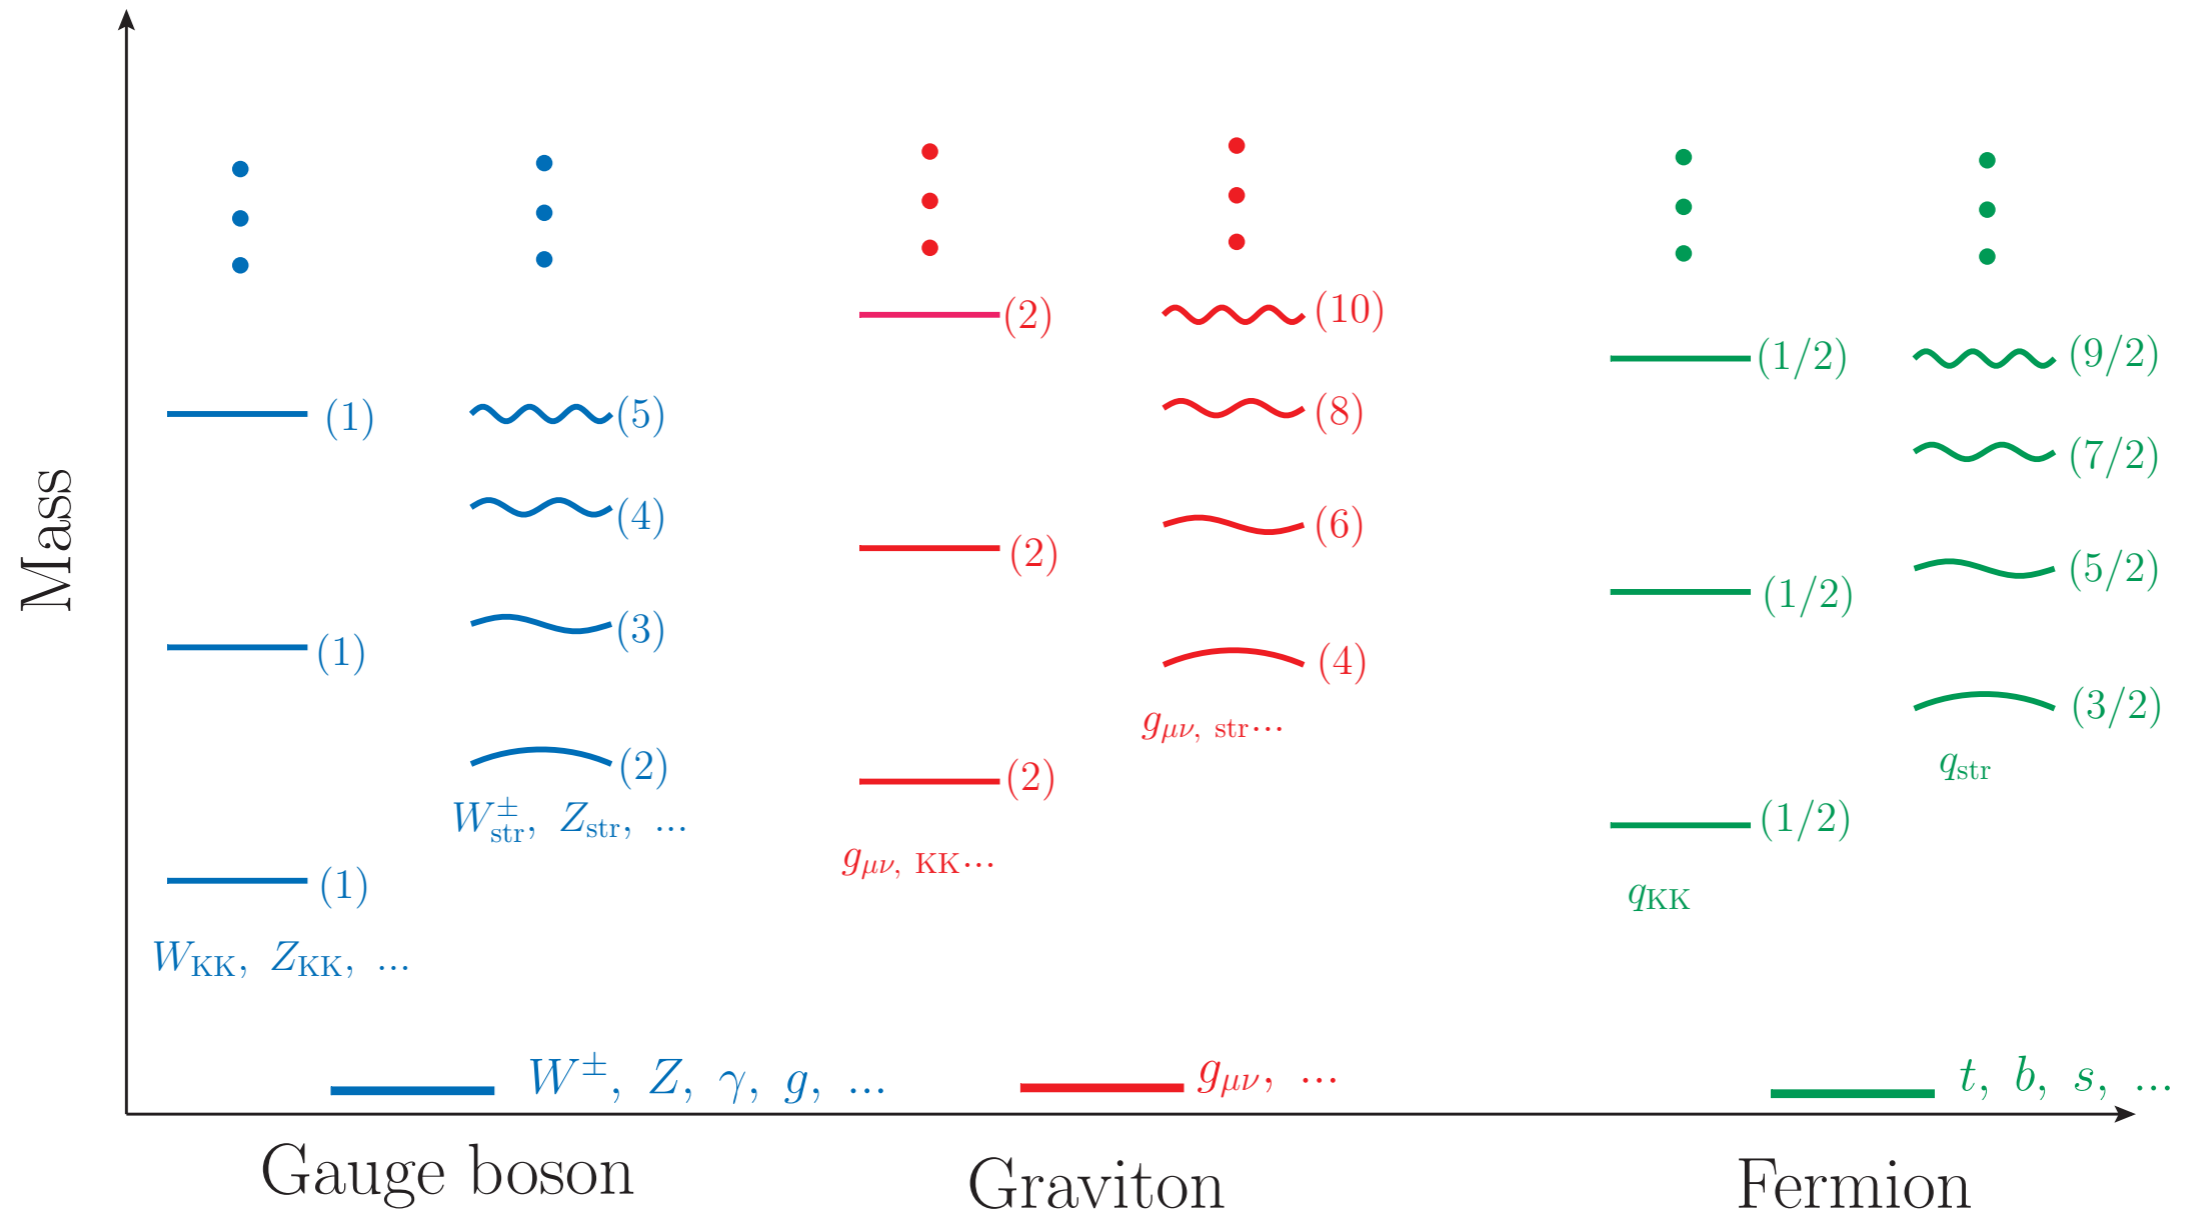 Mass
(1)
(1)
(1)
W_KK, Z_KK, ...
(5)
(4)
(3)
(2)
W^±_str, Z_str, ...
W^±, Z, γ, g, ...
Gauge boson
(2)
(2)
(2)
g_μν, KK...
(10)
(8)
(6)
(4)
g_μν, str...
g_μν, ...
Graviton
(1/2)
(1/2)
(1/2)
q_KK
(9/2)
(7/2)
(5/2)
(3/2)
q_str
t, b, s, ...
Fermion